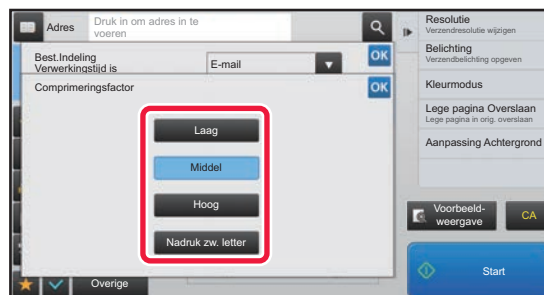 Adres
Druk in om adres in te
voeren
Best.Indeling
Verwerkingstijd is
E-mail
OK
Comprimeringsfactor
OK
Laag
Middel
Hoog
Nadruk zw. letter
Overige
Resolutie
Verzendresolutie wijzigen
Belichting
Verzendbelichting opgeven
Kleurmodus
Lege pagina Overslaan
Lege pagina in orig. overslaan
Aanpassing Achtergrond
Voorbeeld-
weergave
CA
Start